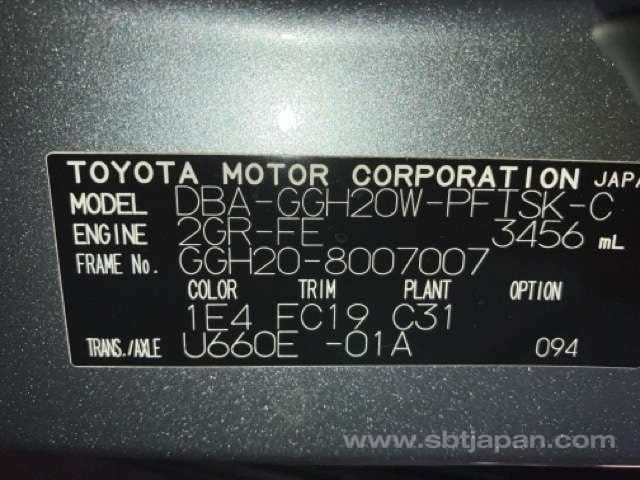 TOYOTA MOTOR CORPORATION JAPA
MODEL DBA-GGH20W-PFTSK-C
ENGINE 2GR-FE 3456 mL
FRAME No. GGH20-8007007
COLOR TRIM PLANT OPTION
1E4 FC19 C31
TRANS./AXLE U660E -01A 094
www.sbtjapan.com